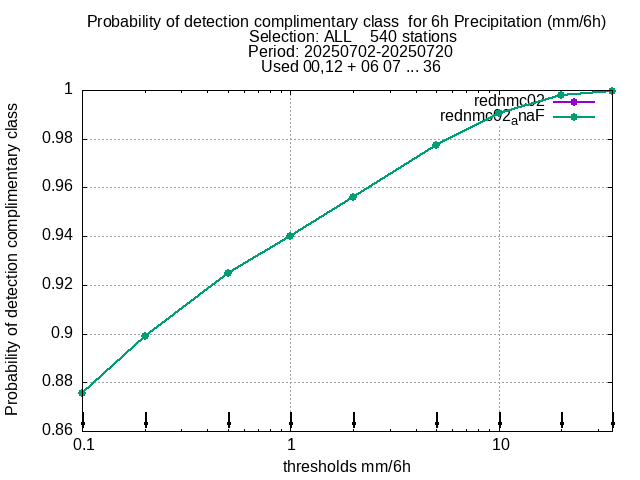 Probability of detection complimentary class  for 6h Precipitation (mm/6h)
Selection: ALL    540 stations
Period: 20250702-20250720
Used 00,12 + 06 07 ... 36
rednmc02
rednmc02_anaF
Probability of detection complimentary class
1
0.98
0.96
0.94
0.92
0.9
0.88
0.86
0.1 1 10
thresholds mm/6h